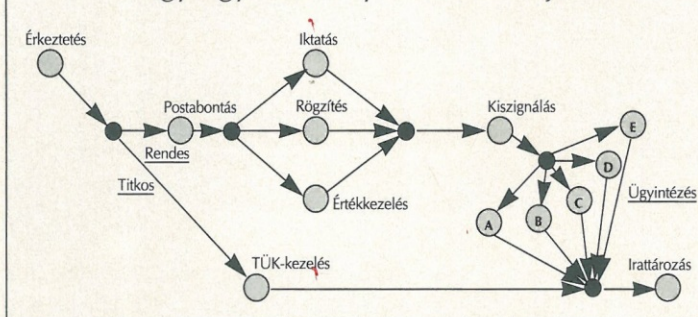 Érkeztetés
Iktatás
Postabontás
Rögzítés
Kiszignálás
Rendes
Titkos
Értékkezelés
E
D
C
B
A
Ügyintézés
TÜK-kezelés
Irattározás